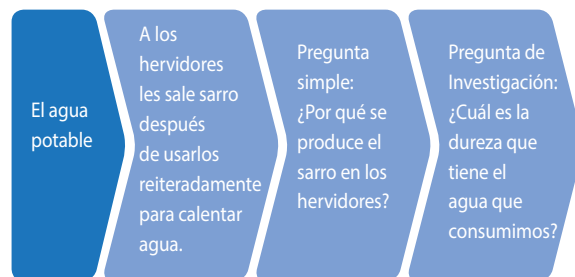 El agua
potable
A los
hervidores
les sale sarro
después
de usarlos
reiteradamente
para calentar
agua.
Pregunta
simple:
¿Por qué se
produce el
sarro en los
hervidores?
Pregunta de
Investigación:
¿Cuál es la
dureza que
tiene el
agua que
consumimos?